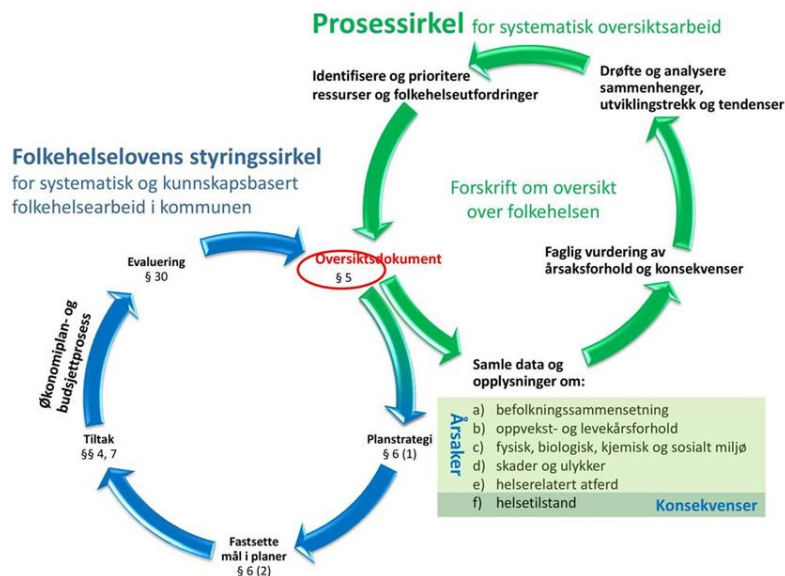 Prosessirkel for systematisk oversiktsarbeid
Identifisere og prioritere
ressurser og folkehelseutfordringer
Drøfte og analysere
sammenhenger,
utviklingstrekk og tendenser
Folkehelselovens styringssirkel
for systematisk og kunnskapsbasert
folkehelsearbeid i kommunen
Forskrift om oversikt
over folkehelsen
Evaluering
§ 30
Oversiktsdokument
§ 5
Faglig vurdering av
årsaksforhold og konsekvenser
Økonomiplan- og
budsjettprosess
Samle data og
opplysninger om:
Årsaker
a) befolkningssammensetning
b) oppvekst- og levekårsforhold
c) fysisk, biologisk, kjemisk og sosialt miljø
d) skader og ulykker
e) helserelatert atferd
f) helsetilstand
Konsekvenser
Tiltak
§§ 4, 7
Planstrategi
§ 6 (1)
Fastsette
mål i planer
§ 6 (2)